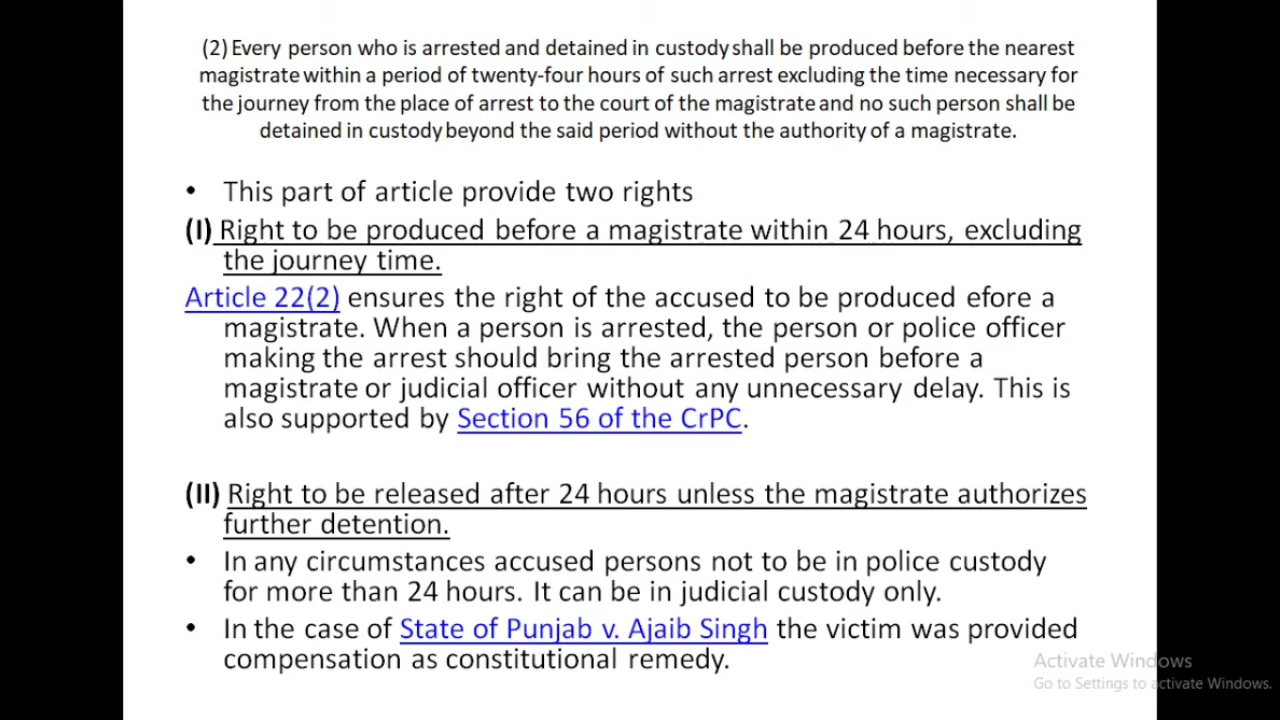 (2) Every person who is arrested and detained in custody shall be produced before the nearest
magistrate within a period of twenty-four hours of such arrest excluding the time necessary for
the journey from the place of arrest to the court of the magistrate and no such person shall be
detained in custody beyond the said period without the authority of a magistrate.
• This part of article provide two rights
(I) Right to be produced before a magistrate within 24 hours, excluding
the journey time.
Article 22(2) ensures the right of the accused to be produced efore a
magistrate. When a person is arrested, the person or police officer
making the arrest should bring the arrested person before a
magistrate or judicial officer without any unnecessary delay. This is
also supported by Section 56 of the CrPC.
(II) Right to be released after 24 hours unless the magistrate authorizes
further detention.
• In any circumstances accused persons not to be in police custody
for more than 24 hours. It can be in judicial custody only.
• In the case of State of Punjab v. Ajaib Singh the victim was provided
compensation as constitutional remedy.
Activate Windows
Go to Settings to activate Windows.